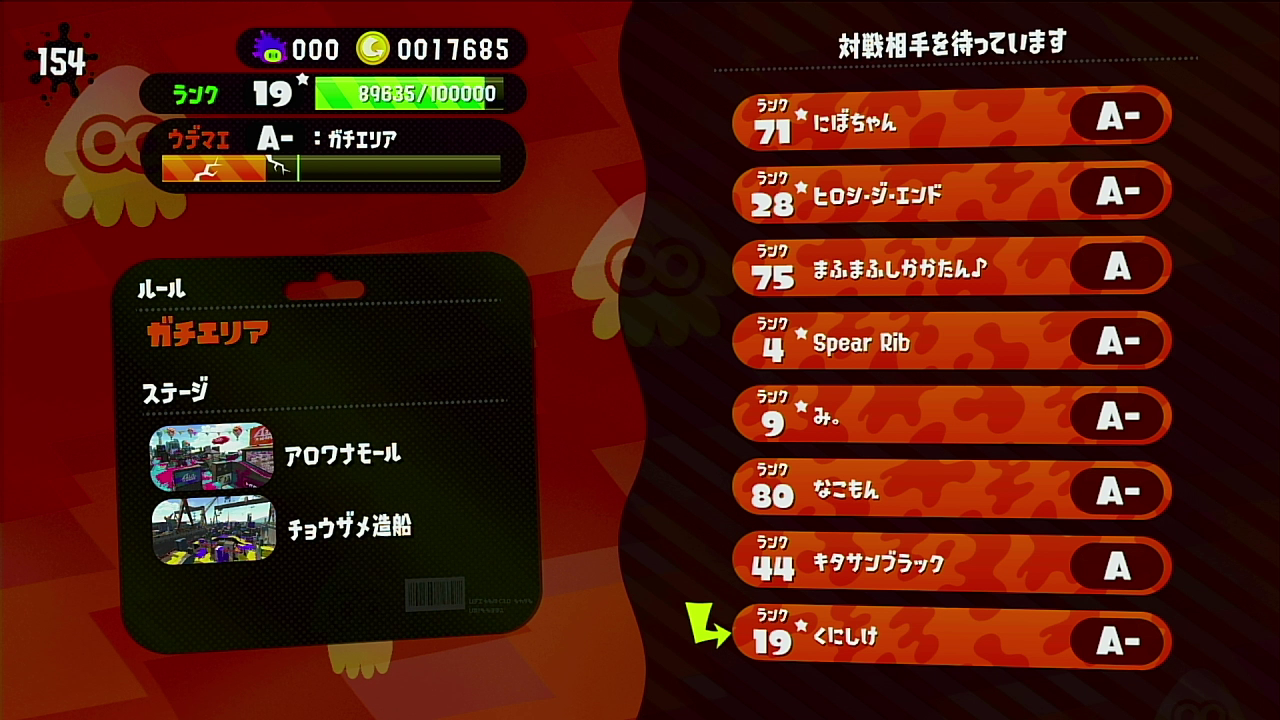 154
000 0017685
ランク 19 89635/100000
ウデマエ A- : ガチエリア
ルール
ガチエリア
ステージ
アロワナモール
チョウザメ造船
対戦相手を待っています
ランク 71 にぼちゃん A-
ランク 28 ヒロシ・ジ・エンド A-
ランク 75 まふまふしかかたん♪ A
ランク 4 Spear Rib A-
ランク 9 み。 A-
ランク 80 なこもん A-
ランク 44 キタサンブラック A
ランク 19 くにしけ A-